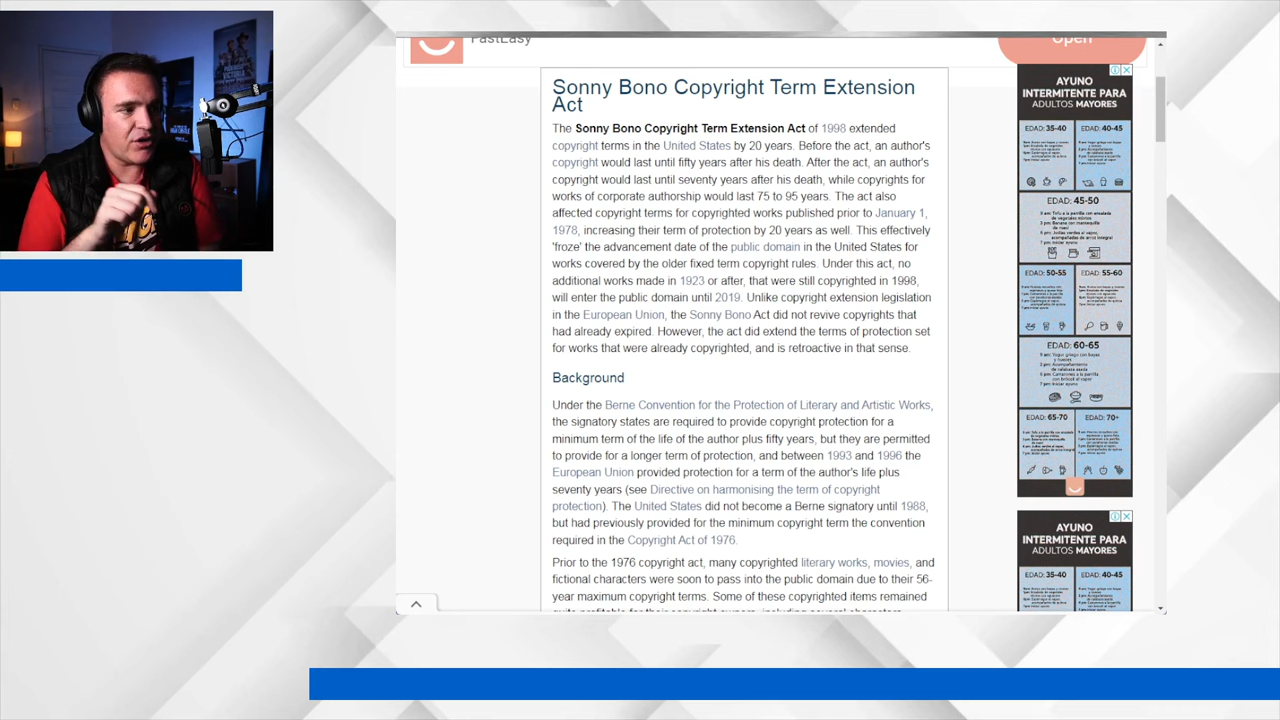 FastEasy
Open
Sonny Bono Copyright Term Extension
Act
The Sonny Bono Copyright Term Extension Act of 1998 extended
copyright terms in the United States by 20 years. Before the act, an author's
copyright would last until fifty years after his death. After the act, an author's
copyright would last until seventy years after his death, while copyrights for
works of corporate authorship would last 75 to 95 years. The act also
affected copyright terms for copyrighted works published prior to January 1,
1978, increasing their term of protection by 20 years as well. This effectively
'froze' the advancement date of the public domain in the United States for
works covered by the older fixed term copyright rules. Under this act, no
additional works made in 1923 or after, that were still copyrighted in 1998,
will enter the public domain until 2019. Unlike copyright extension legislation
in the European Union, the Sonny Bono Act did not revive copyrights that
had already expired. However, the act did extend the terms of protection set
for works that were already copyrighted, and is retroactive in that sense.
Background
Under the Berne Convention for the Protection of Literary and Artistic Works,
the signatory states are required to provide copyright protection for a
minimum term of the life of the author plus fifty years, but they are permitted
to provide for a longer term of protection, and between 1993 and 1996 the
European Union provided protection for a term of the author's life plus
seventy years (see Directive on harmonising the term of copyright
protection). The United States did not become a Berne signatory until 1988,
but had previously provided for the minimum copyright term the convention
required in the Copyright Act of 1976.
Prior to the 1976 copyright act, many copyrighted literary works, movies, and
fictional characters were soon to pass into the public domain due to their 56-
year maximum copyright terms. Some of these copyrighted items remained
AYUNO
INTERMITENTE PARA
ADULTOS MAYORES
EDAD: 35-40 EDAD: 40-45
EDAD: 45-50
EDAD: 50-55 EDAD: 55-60
EDAD: 60-65
EDAD: 65-70 EDAD: 70+
AYUNO
INTERMITENTE PARA
ADULTOS MAYORES
EDAD: 35-40 EDAD: 40-45
EDAD: 45-50